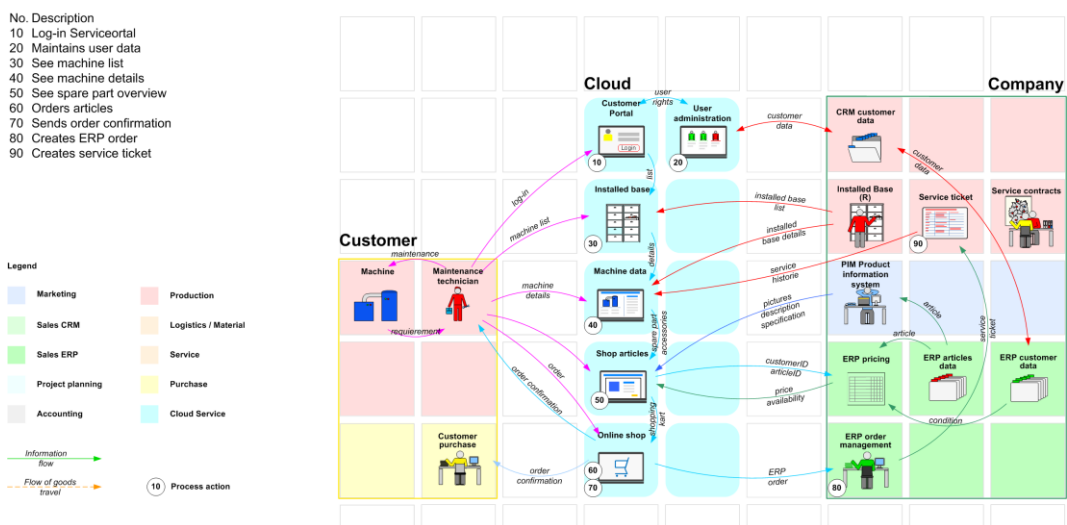 No. Description
10 Log-in Serviceortal
20 Maintains user data
30 See machine list
40 See machine details
50 See spare part overview
60 Orders articles
70 Sends order confirmation
80 Creates ERP order
90 Creates service ticket
Cloud
Company
Customer
Portal
user
rights
User
administration
Login
10
20
customer
data
CRM customer
data
customer
data
list
log-in
Installed base
30
machine list
installed base
list
installed
base details
Installed Base
(R)
Service ticket
90
Service contracts
details
Customer
maintenance
Machine
Maintenance
technician
requierement
machine
details
Machine data
40
service
historie
pictures
description
specification
PIM Product
information
system
spare part
accessories
article
article
service
ticket
order
order confirmation
Shop articles
50
customerID
articleID
price
availability
ERP pricing
ERP articles
data
ERP customer
data
condition
shopping
kart
Customer
purchase
order
confirmation
Online shop
60
70
ERP
order
ERP order
management
80
Legend
Marketing
Production
Sales CRM
Logistics / Material
Sales ERP
Service
Project planning
Purchase
Accounting
Cloud Service
Information
flow
Flow of goods
travel
10 Process action